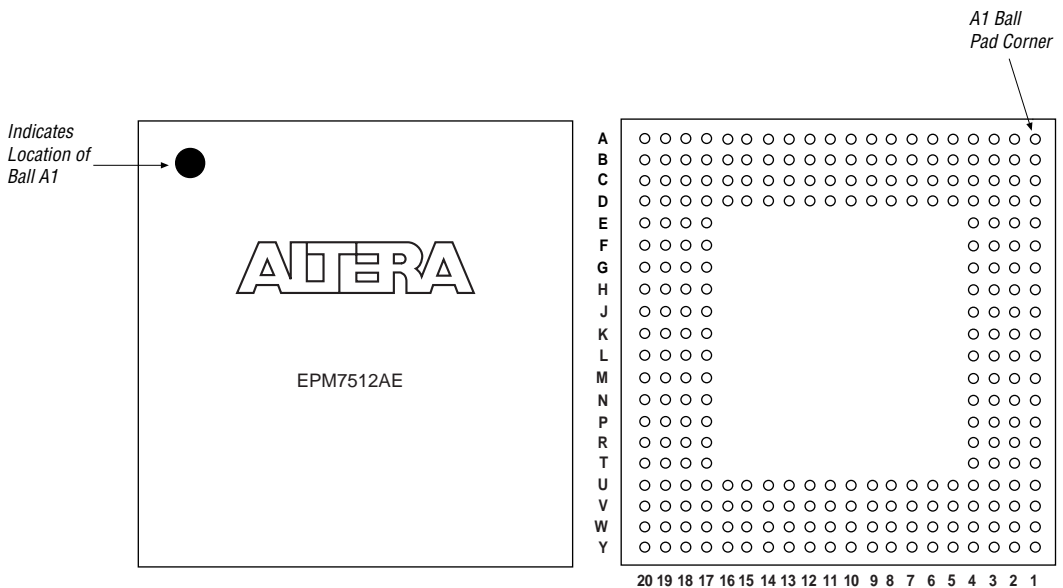 A1 Ball
Pad Corner
Indicates
Location of
Ball A1
ALTERA
EPM7512AE
A
B
C
D
E
F
G
H
J
K
L
M
N
P
R
T
U
V
W
Y
20 19 18 17 16 15 14 13 12 11 10 9 8 7 6 5 4 3 2 1